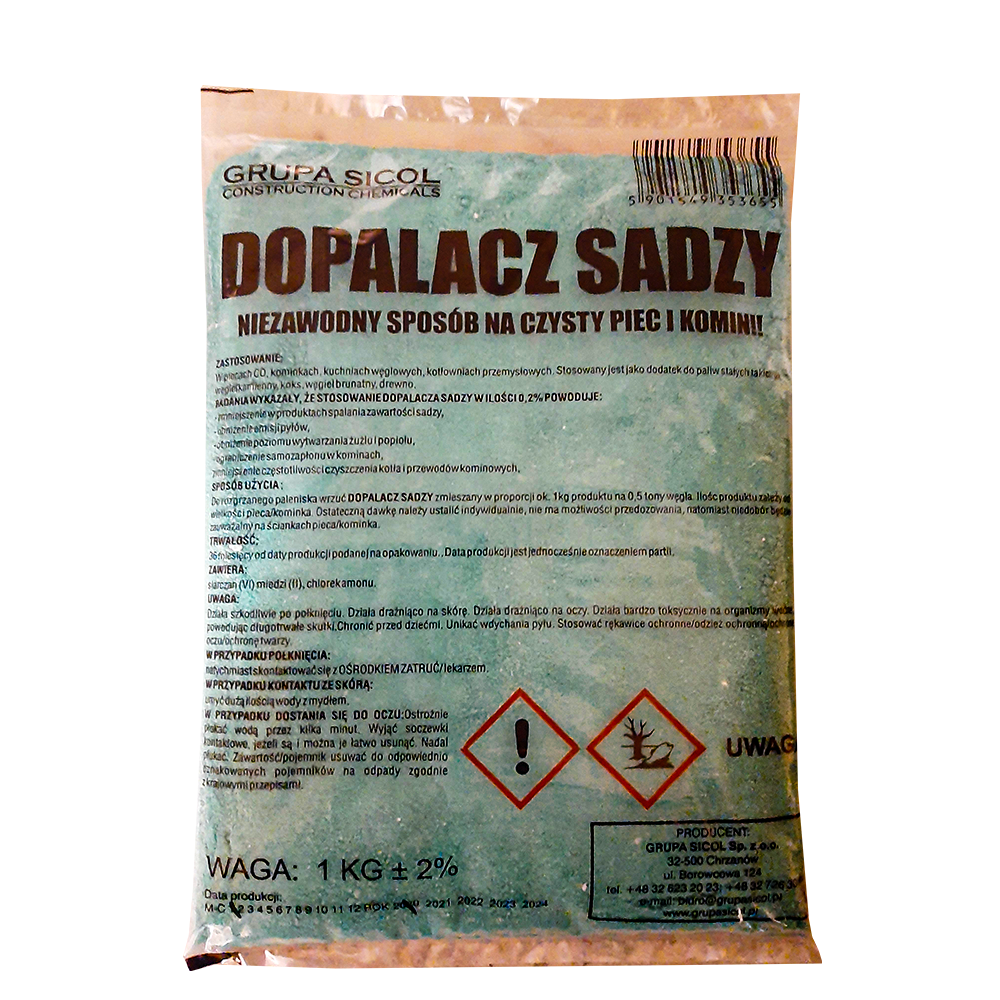 GRUPA SICOL
CONSTRUCTION CHEMICALS
5 901549 353655
DOPALACZ SADZY
NIEZAWODNY SPOSÓB NA CZYSTY PIEC I KOMIN!!
ZASTOSOWANIE:
W piecach CO, kominkach, kuchniach węglowych, kotłowniach przemysłowych. Stosowany jest jako dodatek do paliw stałych takich
węgiel kamienny, koks, węgiel brunatny, drewno.
BADANIA WYKAZAŁY, ŻE STOSOWANIE DOPALACZA SADZY W ILOŚCI 0,2% POWODUJE:
- zmniejszenie w produktach spalania zawartości sadzy,
- obniżenie emisji pyłów,
- obniżenie poziomu wytwarzania żużlu i popiołu,
- ograniczenie samozapłonu w kominach,
zmniejszenie częstotliwości czyszczenia kotła i przewodów kominowych,
SPOSÓB UŻYCIA :
Do rozgrzanego paleniska wrzuć DOPALACZ SADZY zmieszany w proporcji ok. 1kg produktu na 0,5 tony węgla. Ilość produktu zależy od
wielkości pieca/kominka. Ostateczną dawkę należy ustalić indywidualnie, nie ma możliwości przedozowania, natomiast niedobór będzie
zauważalny na ściankach pieca/kominka.
TRWAŁOŚĆ:
36 miesięcy od daty produkcji podanej na opakowaniu. . Data produkcji jest jednocześnie oznaczeniem partii.
ZAWIERA:
siarczan (VI) miedzi (II), chlorek amonu.
UWAGA:
Działa szkodliwie po połknięciu. Działa drażniąco na skórę. Działa drażniąco na oczy. Działa bardzo toksycznie na organizmy wodne,
powodując długotrwałe skutki. Chronić przed dziećmi. Unikać wdychania pyłu. Stosować rękawice ochronne/odzież ochronną/ochronę
oczu/ochronę twarzy.
W PRZYPADKU POŁKNIĘCIA:
natychmiast skontaktować się z OŚRODKIEM ZATRUĆ/lekarzem.
W PRZYPADKU KONTAKTU ZE SKÓRĄ:
umyć dużą ilością wody z mydłem.
W PRZYPADKU DOSTANIA SIĘ DO OCZU: Ostrożnie
płukać wodą przez kilka minut. Wyjąć soczewki
kontaktowe, jeżeli są i można je łatwo usunąć. Nadal
płukać. Zawartość/pojemnik usuwać do odpowiednio
oznakowanych pojemników na odpady zgodnie
z krajowymi przepisami.
UWAGA
PRODUCENT:
GRUPA SICOL Sp. z o.o.
32-500 Chrzanów
ul. Borowcowa 124
tel. +48 32 623 20 23; +48 32
e-mail: biuro@grupasicol.pl
www.grupasicol.pl
WAGA: 1 KG ± 2%
Data produkcji:
M-C 1 2 3 4 5 6 7 8 9 10 11 12 ROK 2020 2021 2022 2023 2024